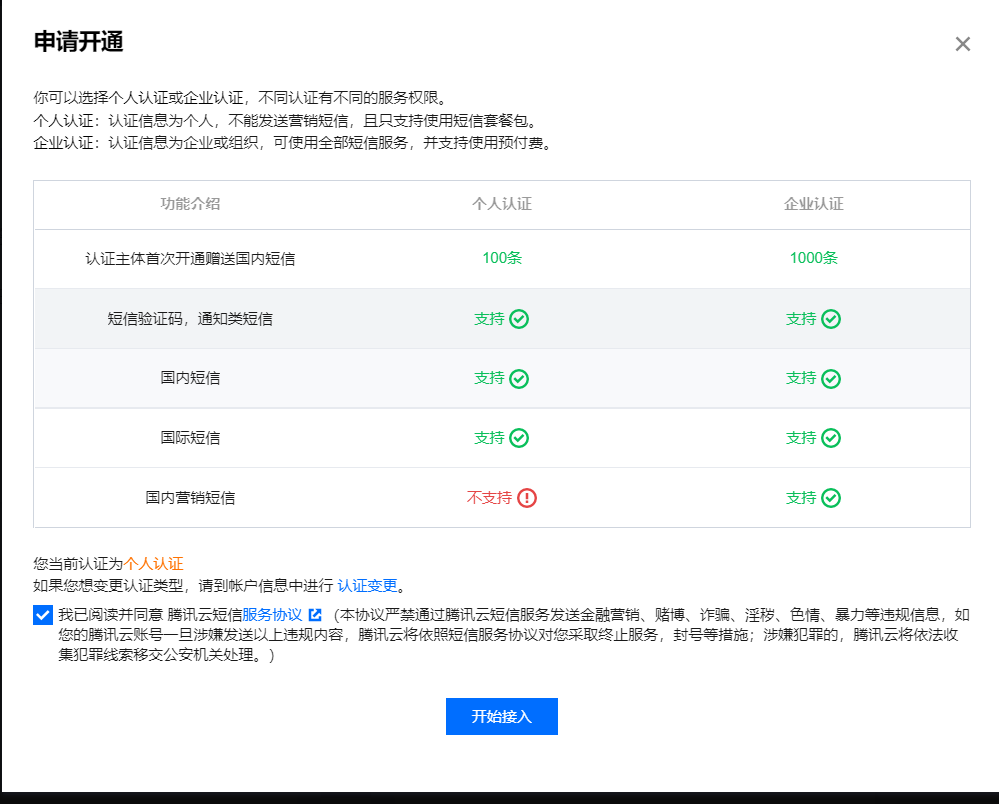 申请开通
你可以选择个人认证或企业认证，不同认证有不同的服务权限。
个人认证：认证信息为个人，不能发送营销短信，且只支持使用短信套餐包。
企业认证：认证信息为企业或组织，可使用全部短信服务，并支持使用预付费。
功能介绍 个人认证 企业认证
认证主体首次开通赠送国内短信 100条 1000条
短信验证码，通知类短信 支持 支持
国内短信 支持 支持
国际短信 支持 支持
国内营销短信 不支持 支持
您当前认证为个人认证
如果您想变更认证类型，请到帐户信息中进行 认证变更。
我已阅读并同意 腾讯云短信服务协议 （本协议严禁通过腾讯云短信服务发送金融营销、赌博、诈骗、淫秽、色情、暴力等违规信息，如
您的腾讯云账号一旦涉嫌发送以上违规内容，腾讯云将依照短信服务协议对您采取终止服务，封号等措施；涉嫌犯罪的，腾讯云将依法收
集犯罪线索移交公安机关处理。）
开始接入